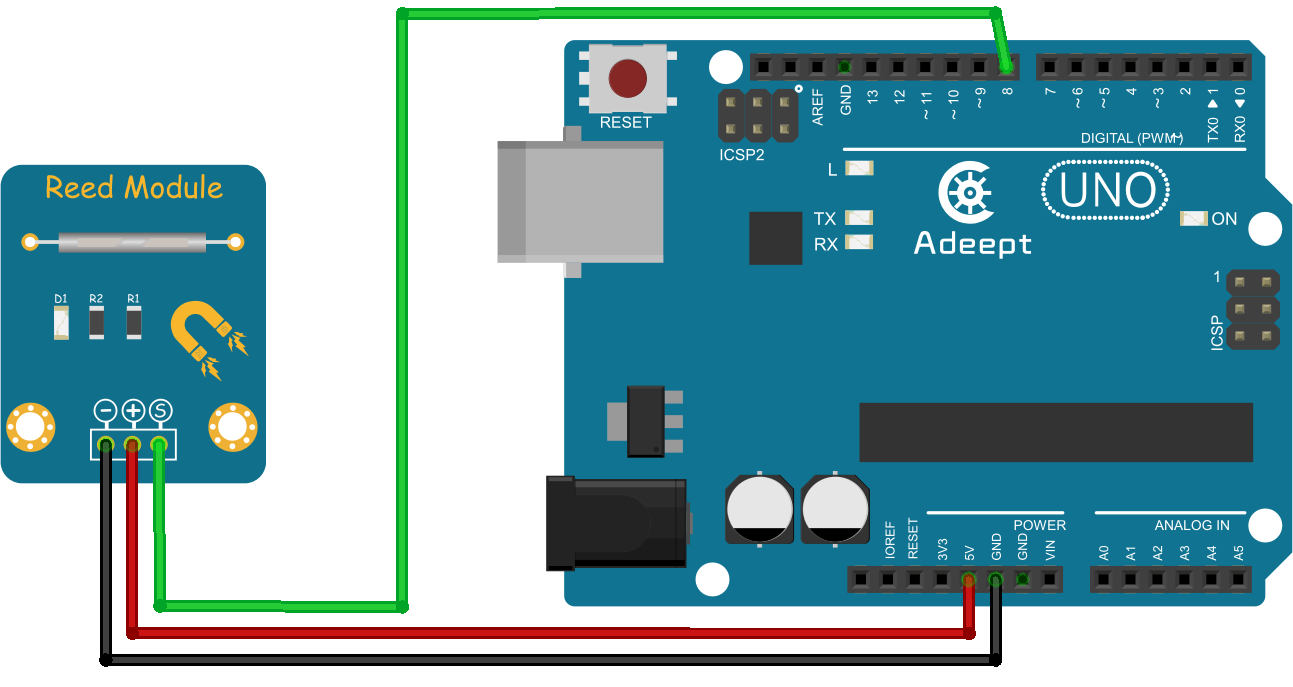 Reed Module
D1 R2 R1
− + S
RESET
ICSP2
AREF
GND
13
12
~ 11
~ 10
~ 9
8
7
~ 6
~ 5
4
~ 3
2
TX0 ▶ 1
RX0 ◀ 0
DIGITAL (PWM~)
L
TX
RX
Adeept
UNO
ON
1
ICSP
POWER
ANALOG IN
IOREF
RESET
3V3
5V
GND
GND
VIN
A0
A1
A2
A3
A4
A5